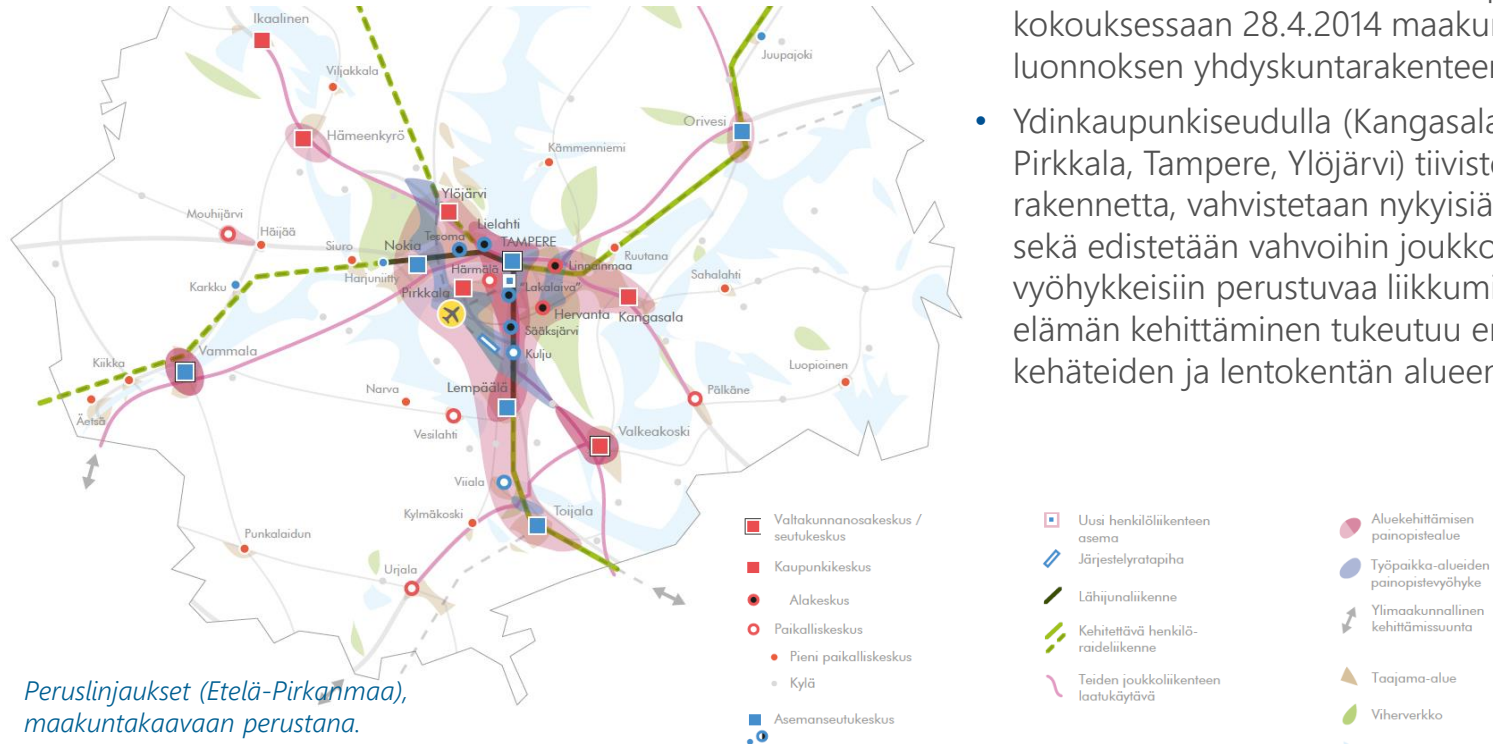 kokouksessaan 28.4.2014
luonnoksen yhdyskuntarakenteen
• Ydinkaupunkiseudulla (Kangasala
Pirkkala, Tampere, Ylöjärvi)
rakennetta, vahvistetaan nykyisiä
sekä edistetään vahvoihin
vyöhykkeisiin perustuvaa
elämän kehittäminen tukeutuu
kehäteiden ja lentokentän
Ikaalinen
Viljakkala
Juupajoki
Hämeenkyrö
Orivesi
Kämmenniemi
Ylöjärvi
Mouhijärvi
Häijää
Lielahti
Tesoma
TAMPERE
Siuro
Nokia
Linnainmaa
Ruutana
Harjuniitty
Härmälä
Sahalahti
Karkku
Pirkkala
"Lakalaiva"
Hervanta
Kangasala
Sääksjärvi
Vammala
Kulju
Kiikka
Luopioinen
Narva
Lempäälä
Pälkäne
Äetsä
Vesilahti
Valkeakoski
Viiala
Kylmäkoski
Toijala
Punkalaidun
Urjala
Valtakunnanosakeskus /
seutukeskus
Kaupunkikeskus
Alakeskus
Paikalliskeskus
Pieni paikalliskeskus
Kylä
Asemanseutukeskus
Uusi henkilöliikenteen
asema
Järjestelyratapiha
Lähijunaliikenne
Kehitettävä henkilö-
raideliikenne
Teiden joukkoliikenteen
laatukäytävä
Aluekehittämisen
painopistealue
Työpaikka-alueiden
painopistevyöhyke
Ylimaakunnallinen
kehittämissuunta
Taajama-alue
Viherverkko
Peruslinjaukset (Etelä-Pirkanmaa),
maakuntakaavaan perustana.